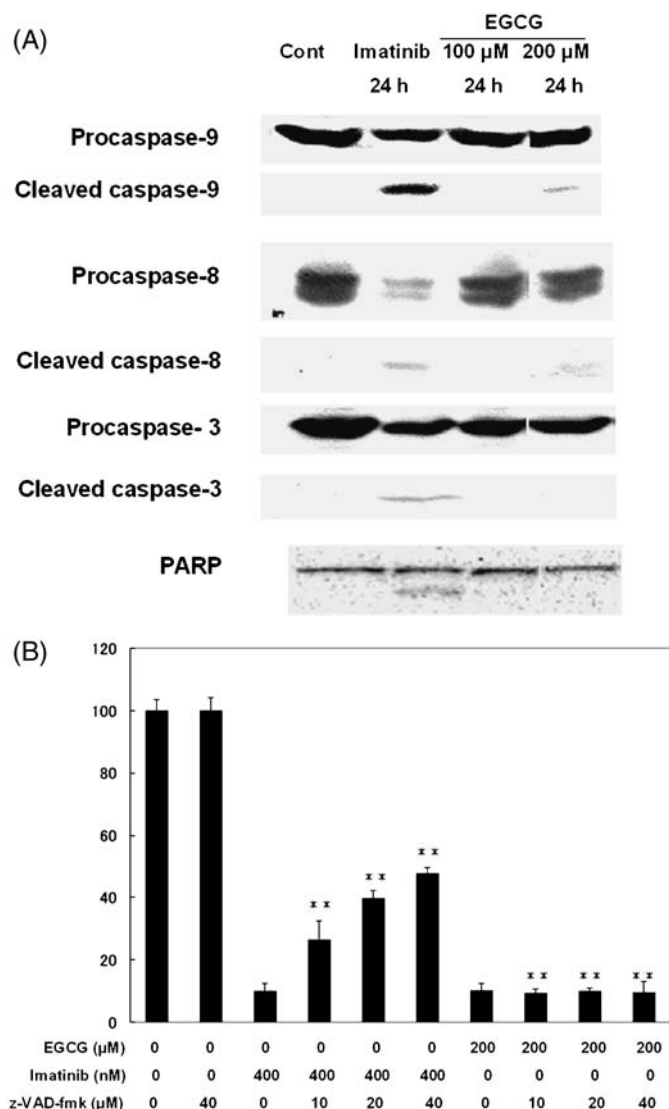 (A)
EGCG
Cont Imatinib 100 µM 200 µM
24 h 24 h 24 h
Procaspase-9
Cleaved caspase-9
Procaspase-8
Cleaved caspase-8
Procaspase- 3
Cleaved caspase-3
PARP
(B)
120
100
80
60
40
20
0
** ** ** ** ** **
EGCG (µM) 0 0 0 0 0 0 200 200 200 200
Imatinib (nM) 0 0 400 400 400 400 0 0 0 0
z-VAD-fmk (µM) 0 40 0 10 20 40 0 10 20 40